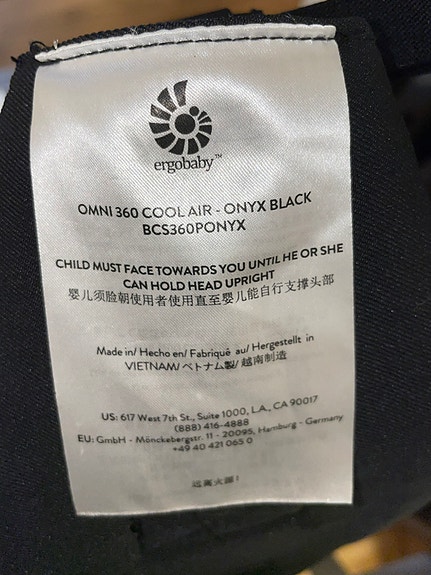 ergobaby™
OMNI 360 COOL AIR - ONYX BLACK
BCS360PONYX
CHILD MUST FACE TOWARDS YOU UNTIL HE OR SHE
CAN HOLD HEAD UPRIGHT
婴儿须脸朝使用者使用直至婴儿能自行支撑头部
Made in/ Hecho en/ Fabriqué au/ Hergestellt in
VIETNAM/ ベトナム製/ 越南制造
US: 617 West 7th St., Suite 1000, L.A., CA 90017
(888) 416-4888
EU: GmbH - Mönckebergstr. 11 - 20095, Hamburg - Germany
+49 40 421 065 0
远离火源！